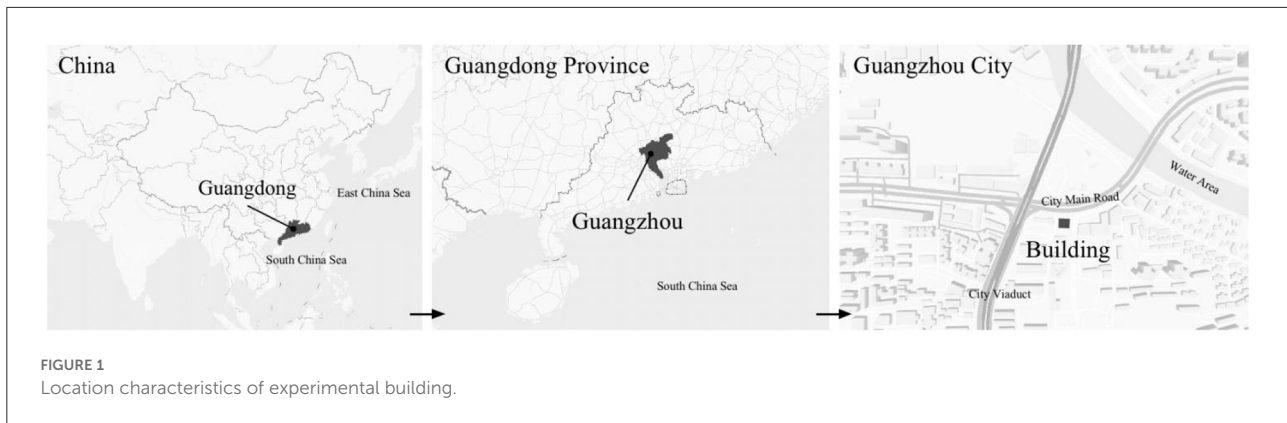 China
Guangdong
East China Sea
South China Sea
Guangdong Province
Guangzhou
South China Sea
Guangzhou City
Water Area
City Main Road
Building
City Viaduct
FIGURE 1
Location characteristics of experimental building.